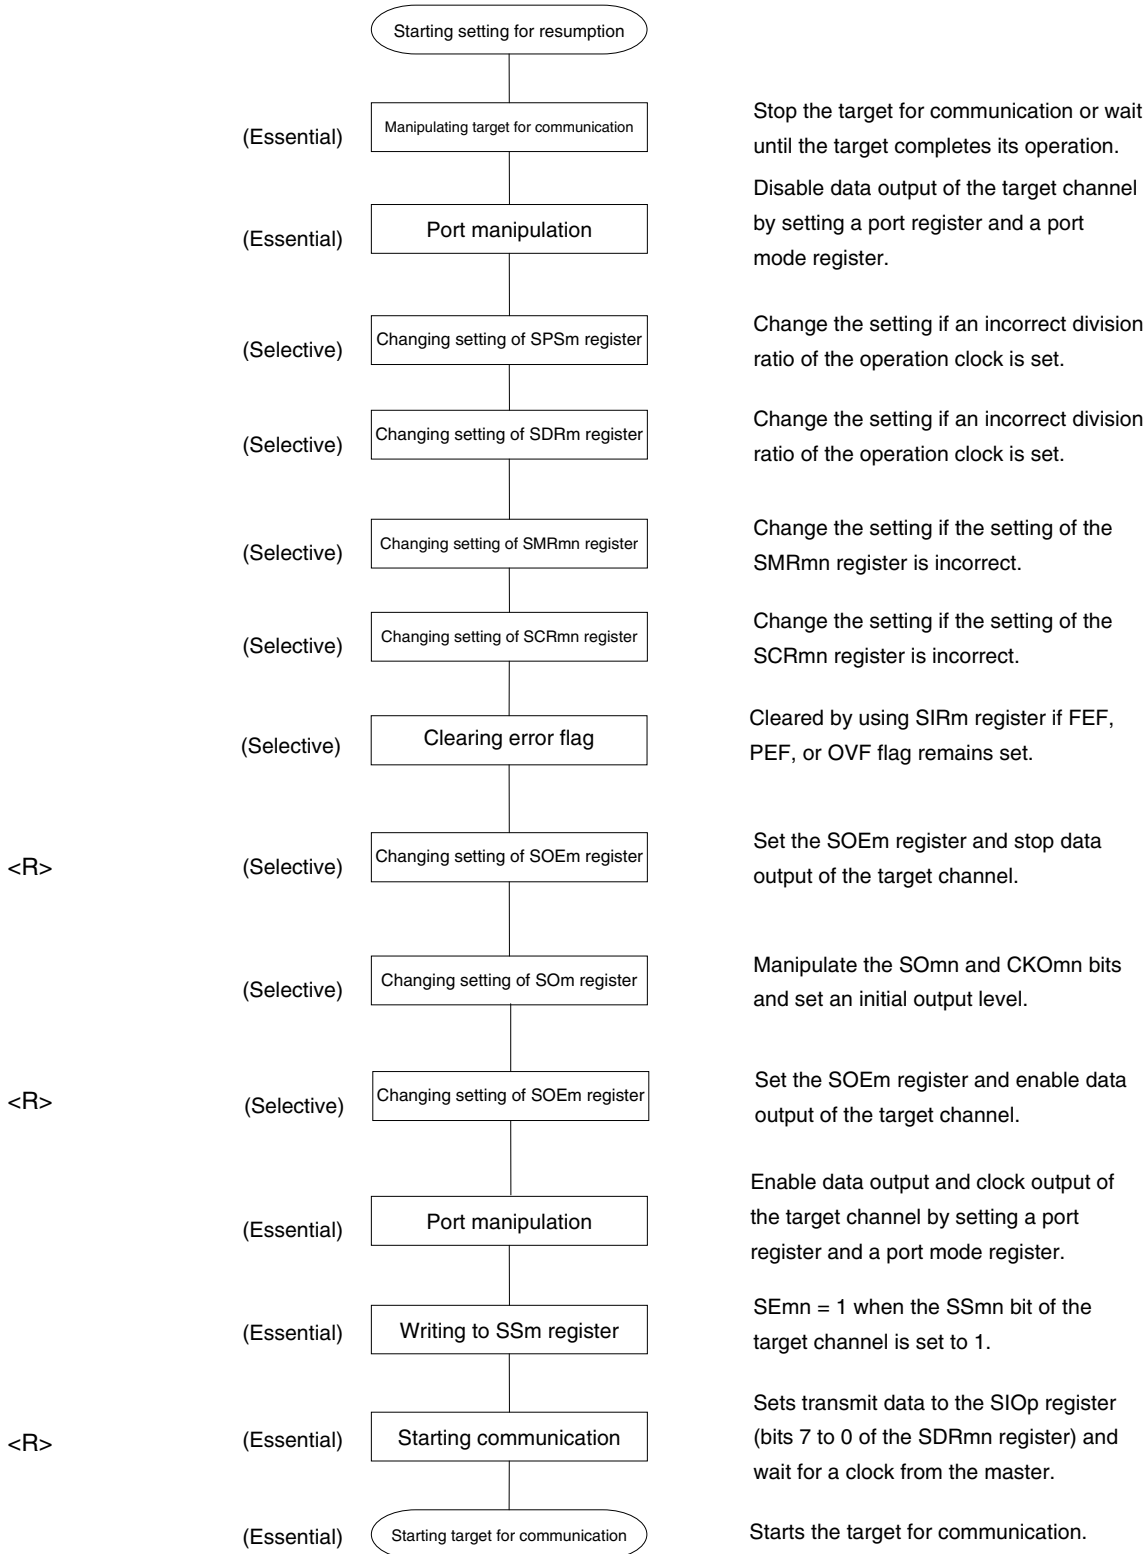 Starting setting for resumption
(Essential)
Manipulating target for communication
Stop the target for communication or wait
until the target completes its operation.
(Essential)
Port manipulation
Disable data output of the target channel
by setting a port register and a port
mode register.
(Selective)
Changing setting of SPSm register
Change the setting if an incorrect division
ratio of the operation clock is set.
(Selective)
Changing setting of SDRm register
Change the setting if an incorrect division
ratio of the operation clock is set.
(Selective)
Changing setting of SMRmn register
Change the setting if the setting of the
SMRmn register is incorrect.
(Selective)
Changing setting of SCRmn register
Change the setting if the setting of the
SCRmn register is incorrect.
(Selective)
Clearing error flag
Cleared by using SIRm register if FEF,
PEF, or OVF flag remains set.
<R>
(Selective)
Changing setting of SOEm register
Set the SOEm register and stop data
output of the target channel.
(Selective)
Changing setting of SOm register
Manipulate the SOmn and CKOmn bits
and set an initial output level.
<R>
(Selective)
Changing setting of SOEm register
Set the SOEm register and enable data
output of the target channel.
(Essential)
Port manipulation
Enable data output and clock output of
the target channel by setting a port
register and a port mode register.
(Essential)
Writing to SSm register
SEmn = 1 when the SSmn bit of the
target channel is set to 1.
<R>
(Essential)
Starting communication
Sets transmit data to the SIOp register
(bits 7 to 0 of the SDRmn register) and
wait for a clock from the master.
(Essential)
Starting target for communication
Starts the target for communication.